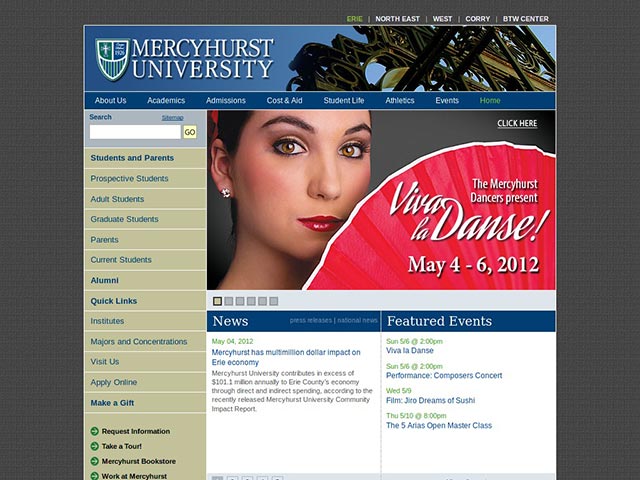 ERIE | NORTH EAST | WEST | CORRY | BTW CENTER
MERCYHURST
UNIVERSITY
1926
About Us Academics Admissions Cost & Aid Student Life Athletics Events Home
Search Sitemap
GO
Students and Parents
Prospective Students
Adult Students
Graduate Students
Parents
Current Students
Alumni
Quick Links
Institutes
Majors and Concentrations
Visit Us
Apply Online
Make a Gift
Request Information
Take a Tour!
Mercyhurst Bookstore
Work at Mercyhurst
CLICK HERE
The Mercyhurst
Dancers present
Viva
la Danse!
May 4 - 6, 2012
News press releases | national news
May 04, 2012
Mercyhurst has multimillion dollar impact on
Erie economy
Mercyhurst University contributes in excess of
$101.1 million annually to Erie County's economy
through direct and indirect spending, according to the
recently released Mercyhurst University Community
Impact Report.
Featured Events
Sun 5/6 @ 2:00pm
Viva la Danse
Sun 5/6 @ 2:00pm
Performance: Composers Concert
Wed 5/9
Film: Jiro Dreams of Sushi
Thu 5/10 @ 8:00pm
The 5 Arias Open Master Class